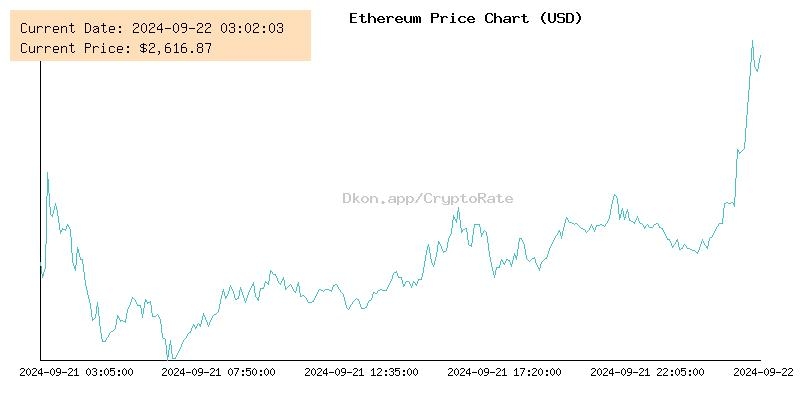 Ethereum Price Chart (USD)
Current Date: 2024-09-22 03:02:03
Current Price: $2,616.87
Dkon.app/CryptoRate
2024-09-21 03:05:00 2024-09-21 07:50:00 2024-09-21 12:35:00 2024-09-21 17:20:00 2024-09-21 22:05:00 2024-09-22